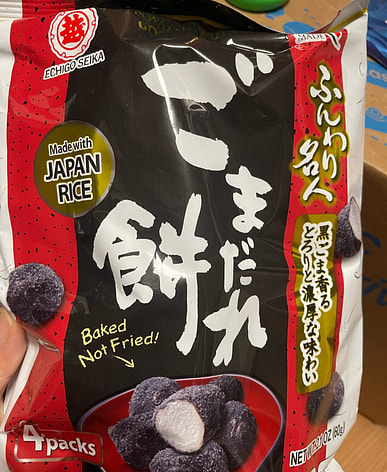 越
ECHIGO SEIKA
Made with
JAPAN
RICE
ごまだれ
餅
ふんわり名人
黒ごま香る
とろりと濃厚な味わい
Baked
Not Fried!
4packs